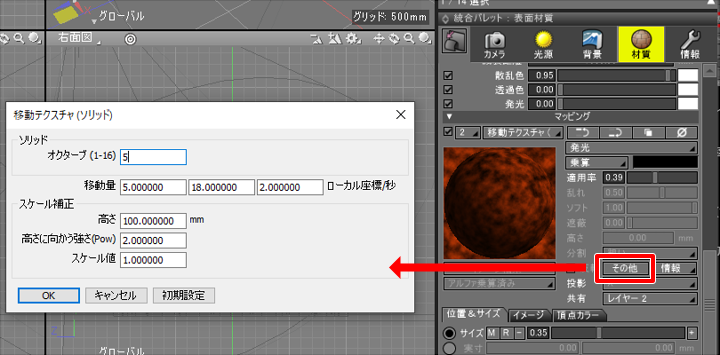 グローバル
グリッド: 500mm
右面図
移動テクスチャ(ソリッド)
ソリッド
オクターブ (1-16) 5
移動量 5.000000 18.000000 2.000000 ローカル座標/秒
スケール補正
高さ 100.000000 mm
高さに向かう強さ(Pow) 2.000000
スケール値 1.000000
OK キャンセル 初期設定
グローバル
1 / 14 選択
統合パレット : 表面材質
カメラ 光源 背景 材質 情報
散乱色 0.95
透過色 0.00
発光 0.00
マッピング
2 移動テクスチャ(
発光
乗算
適用率 0.39
乱れ 0.50
ソフト 1.00
遮蔽 0.00
高さ 0.00 mm
分割
その他 情報
アルファ乗算済み 投影
共有 レイヤー 2
位置&サイズ イメージ 頂点カラー
サイズ M R - 0.35 +
実寸 0.00 0.00 0.00 mm